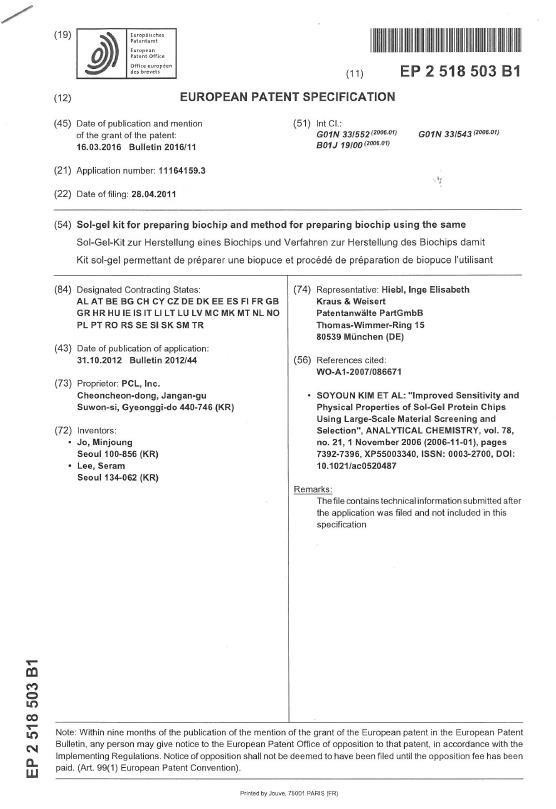 (19)
Europäisches
Patentamt
European
Patent Office
Office européen
des brevets
(11) EP 2 518 503 B1
(12) EUROPEAN PATENT SPECIFICATION
(45) Date of publication and mention
of the grant of the patent:
16.03.2016 Bulletin 2016/11
(21) Application number: 11164159.3
(22) Date of filing: 28.04.2011
(51) Int Cl.:
G01N 33/552 (2006.01) G01N 33/543 (2006.01)
B01J 19/00 (2006.01)
(54) Sol-gel kit for preparing biochip and method for preparing biochip using the same
Sol-Gel-Kit zur Herstellung eines Biochips und Verfahren zur Herstellung des Biochips damit
Kit sol-gel permettant de préparer une biopuce et procédé de préparation de biopuce l'utilisant
(84) Designated Contracting States:
AL AT BE BG CH CY CZ DE DK EE ES FI FR GB
GR HR HU IE IS IT LI LT LU LV MC MK MT NL NO
PL PT RO RS SE SI SK SM TR
(43) Date of publication of application:
31.10.2012 Bulletin 2012/44
(73) Proprietor: PCL, Inc.
Cheoncheon-dong, Jangan-gu
Suwon-si, Gyeonggi-do 440-746 (KR)
(72) Inventors:
• Jo, Minjoung
Seoul 100-856 (KR)
• Lee, Seram
Seoul 134-062 (KR)
(74) Representative: Hiebl, Inge Elisabeth
Kraus & Weisert
Patentanwälte PartGmbB
Thomas-Wimmer-Ring 15
80539 München (DE)
(56) References cited:
WO-A1-2007/086671
• SOYOUN KIM ET AL: "Improved Sensitivity and
Physical Properties of Sol-Gel Protein Chips
Using Large-Scale Material Screening and
Selection", ANALYTICAL CHEMISTRY, vol. 78,
no. 21, 1 November 2006 (2006-11-01), pages
7392-7396, XP55003340, ISSN: 0003-2700, DOI:
10.1021/ac0520487
Remarks:
The file contains technical information submitted after
the application was filed and not included in this
specification
EP 2 518 503 B1
Note: Within nine months of the publication of the mention of the grant of the European patent in the European Patent
Bulletin, any person may give notice to the European Patent Office of opposition to that patent, in accordance with the
Implementing Regulations. Notice of opposition shall not be deemed to have been filed until the opposition fee has been
paid. (Art. 99(1) European Patent Convention).
Printed by Jouve, 75001 PARIS (FR)